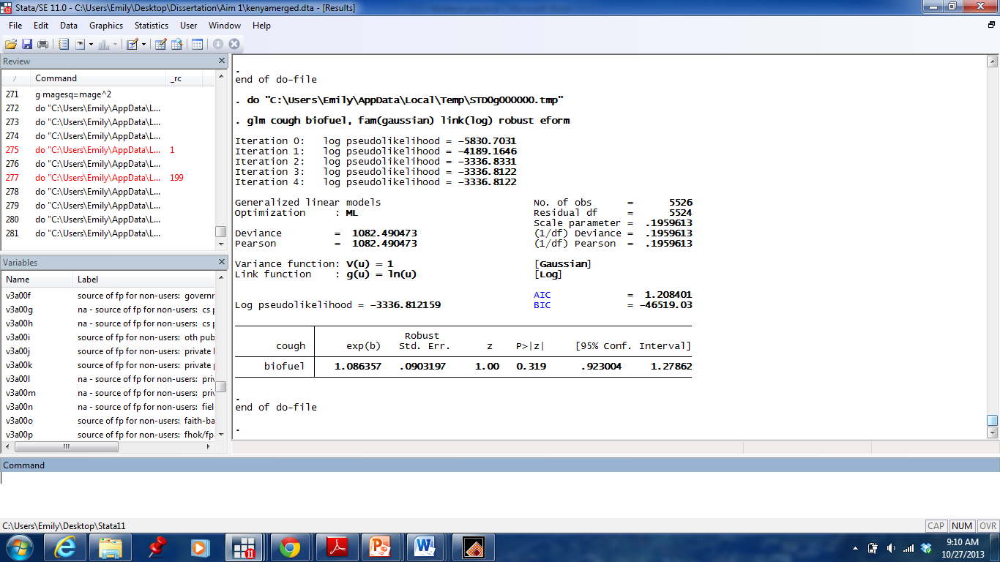 Stata/SE 11.0 - C:\Users\Emily\Desktop\Dissertation\Aim 1\kenyamerged.dta - [Results]
File Edit Data Graphics Statistics User Window Help
Review
/ Command _rc
271 g magesq=mage^2
272 do "C:\Users\Emily\AppData\L...
273 do "C:\Users\Emily\AppData\L...
274 do "C:\Users\Emily\AppData\L...
275 do "C:\Users\Emily\AppData\L... 1
276 do "C:\Users\Emily\AppData\L...
277 do "C:\Users\Emily\AppData\L... 199
278 do "C:\Users\Emily\AppData\L...
279 do "C:\Users\Emily\AppData\L...
280 do "C:\Users\Emily\AppData\L...
281 do "C:\Users\Emily\AppData\L...
Variables
Name Label
v3a00f source of fp for non-users: governr
v3a00g na - source of fp for non-users: cs p
v3a00h na - source of fp for non-users: cs p
v3a00i source of fp for non-users: oth pub
v3a00j source of fp for non-users: private h
v3a00k source of fp for non-users: private p
v3a00l na - source of fp for non-users: priv
v3a00m na - source of fp for non-users: priv
v3a00n na - source of fp for non-users: fiel
v3a00o source of fp for non-users: faith-ba
v3a00p source of fp for non-users: fhok/fp
.
end of do-file
. do "C:\Users\Emily\AppData\Local\Temp\STD0g000000.tmp"
. glm cough biofuel, fam(gaussian) link(log) robust eform
Iteration 0: log pseudolikelihood = -5830.7031
Iteration 1: log pseudolikelihood = -4189.1646
Iteration 2: log pseudolikelihood = -3336.8331
Iteration 3: log pseudolikelihood = -3336.8122
Iteration 4: log pseudolikelihood = -3336.8122
Generalized linear models No. of obs = 5526
Optimization : ML Residual df = 5524
Scale parameter = .1959613
Deviance = 1082.490473 (1/df) Deviance = .1959613
Pearson = 1082.490473 (1/df) Pearson = .1959613
Variance function: V(u) = 1 [Gaussian]
Link function : g(u) = ln(u) [Log]
AIC = 1.208401
Log pseudolikelihood = -3336.812159 BIC = -46519.03
Robust
cough exp(b) Std. Err. z P>|z| [95% Conf. Interval]
biofuel 1.086357 .0903197 1.00 0.319 .923004 1.27862
.
end of do-file
.
Command
C:\Users\Emily\Desktop\Stata11
CAP NUM OVR
11
9:10 AM
10/27/2013